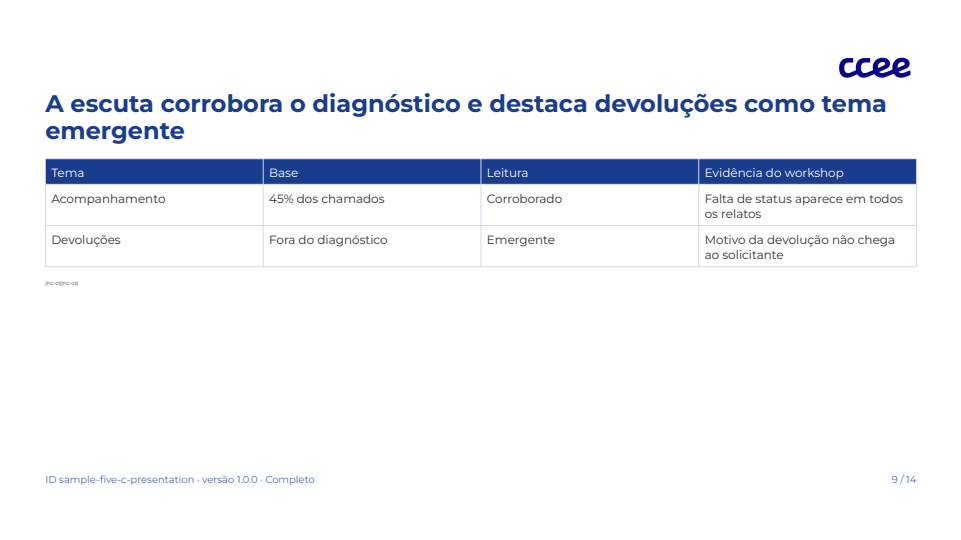 ccee
A escuta corrobora o diagnóstico e destaca devoluções como tema
emergente
Tema Base Leitura Evidência do workshop
Acompanhamento 45% dos chamados Corroborado Falta de status aparece em todos
os relatos
Devoluções Fora do diagnóstico Emergente Motivo da devolução não chega
ao solicitante
ID sample-five-c-presentation · versão 1.0.0 · Completo 9 / 14